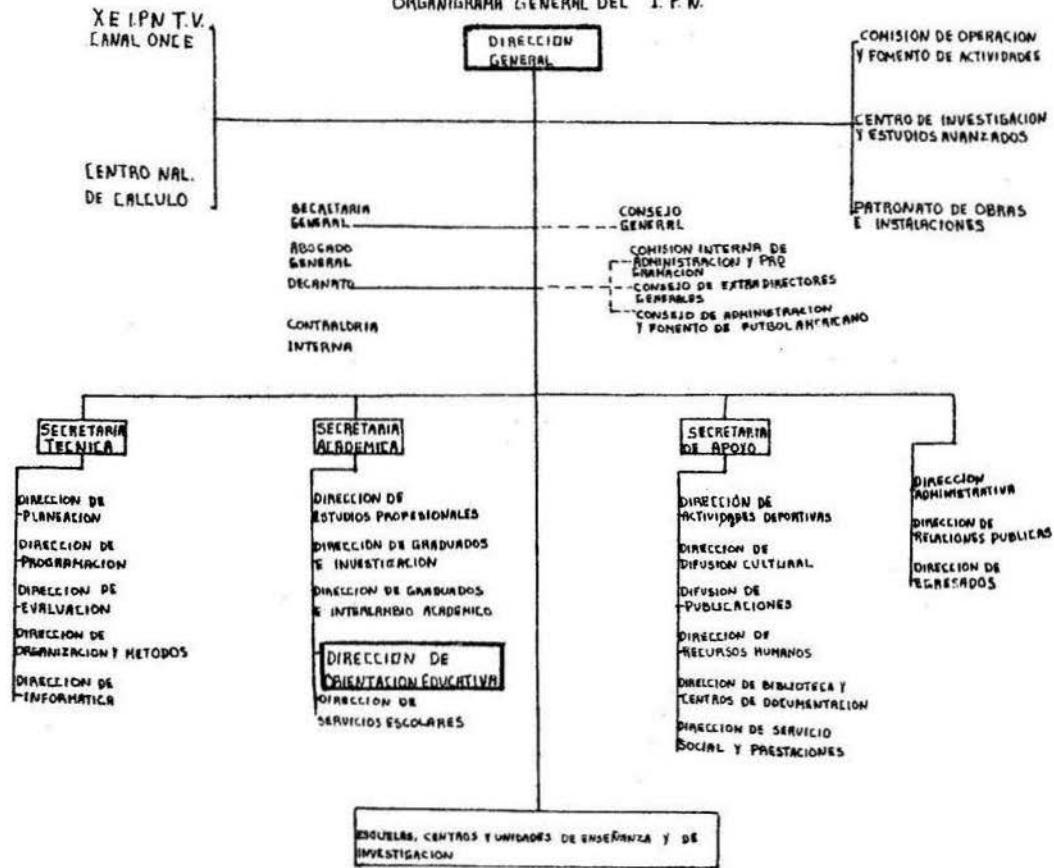 ORGANIGRAMA GENERAL DEL I. P. N.
XE I.PN T.V.
CANAL ONCE
DIRECCION
GENERAL
COMISION DE OPERACION
Y FOMENTO DE ACTIVIDADES
CENTRO DE INVESTIGACION
Y ESTUDIOS AVANZADOS
CENTRO NAL.
DE CALCULO
PATRONATO DE OBRAS
E INSTALACIONES
SECRETARIA
GENERAL
CONSEJO
GENERAL
ABOGADO
GENERAL
DECANATO
COMISION INTERNA DE
ADMINISTRACION Y PRO
GRAMACION
CONSEJO DE EXTRADIRECTORES
GENERALES
CONSEJO DE ADMINISTRACION
Y FOMENTO DE FUTBOL AMERICANO
CONTRALORIA
INTERNA
SECRETARIA
TECNICA
DIRECCION DE
PLANEACION
DIRECCION DE
PROGRAMACION
DIRECCION DE
EVALUACION
DIRECCION DE
ORGANIZACION Y METODOS
DIRECCION DE
INFORMATICA
SECRETARIA
ACADEMICA
DIRECCION DE
ESTUDIOS PROFESIONALES
DIRECCION DE GRADUADOS
E INVESTIGACION
DIRECCION DE GRADUADOS
E INTERCAMBIO ACADEMICO
DIRECCION DE
ORIENTACION EDUCATIVA
DIRECCION DE
SERVICIOS ESCOLARES
SECRETARIA
DE APOYO
DIRECCION DE
ACTIVIDADES DEPORTIVAS
DIRECCION DE
DIFUSION CULTURAL
DIFUSION DE
PUBLICACIONES
DIRECCION DE
RECURSOS HUMANOS
DIRECCION DE BIBLIOTECA Y
CENTROS DE DOCUMENTACION
DIRECCION DE SERVICIO
SOCIAL Y PRESTACIONES
DIRECCION
ADMINISTRATIVA
DIRECCION DE
RELACIONES PUBLICAS
DIRECCION DE
EGRESADOS
ESCUELAS, CENTROS Y UNIDADES DE ENSEÑANZA Y DE
INVESTIGACION